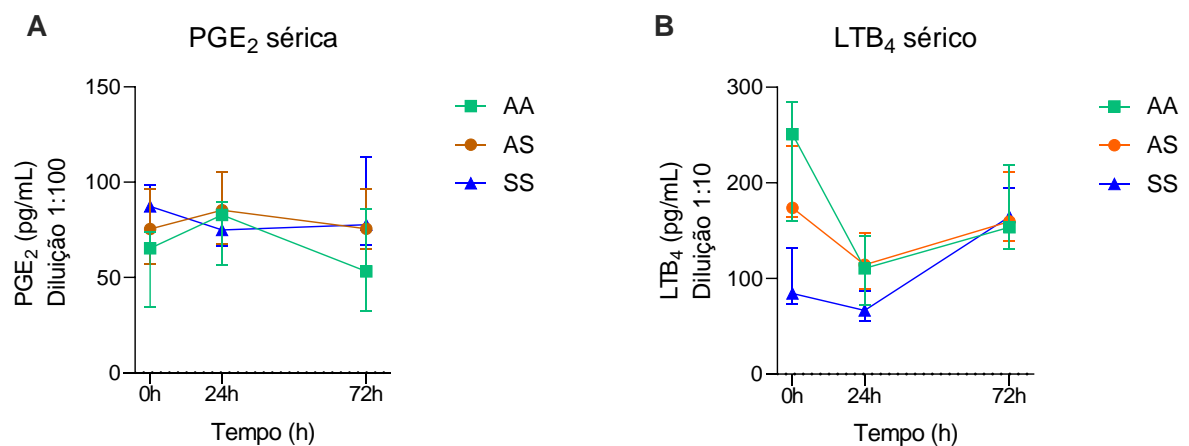 A
PGE₂ sérica
150
100
50
0
PGE₂ (pg/mL)
Diluição 1:100
0h
24h
72h
Tempo (h)
AA
AS
SS
B
LTB₄ sérico
300
200
100
0
LTB₄ (pg/mL)
Diluição 1:10
0h
24h
72h
Tempo (h)
AA
AS
SS